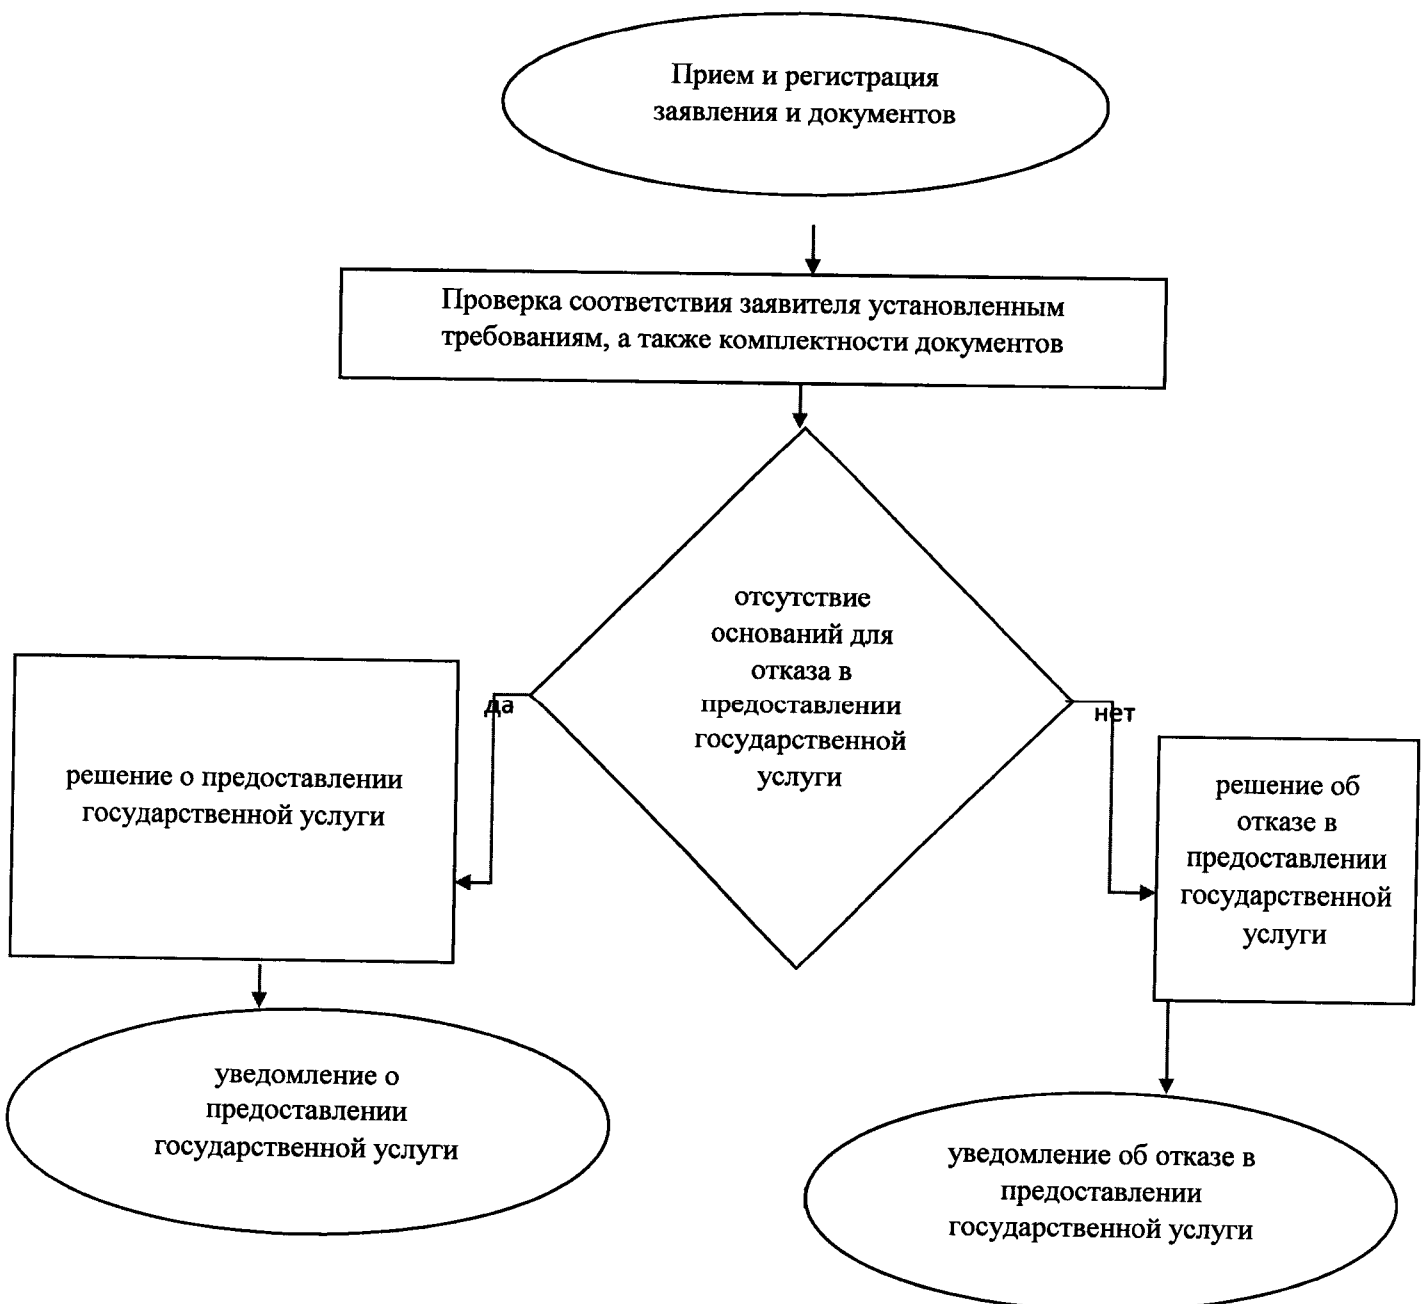 Прием и регистрация
заявления и документов
Проверка соответствия заявителя установленным
требованиям, а также комплектности документов
отсутствие
оснований для
отказа в
предоставлении
государственной
услуги
да
нет
решение о предоставлении
государственной услуги
решение об
отказе в
предоставлении
государственной
услуги
уведомление о
предоставлении
государственной услуги
уведомление об отказе в
предоставлении
государственной услуги